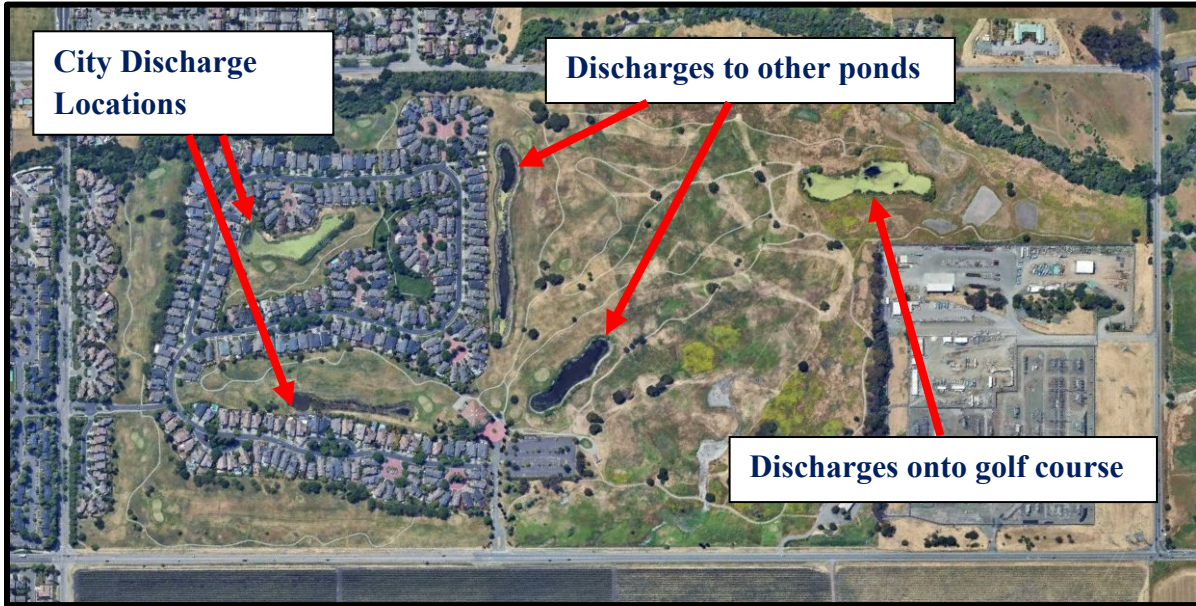 City Discharge
Locations
Discharges to other ponds
Discharges onto golf course